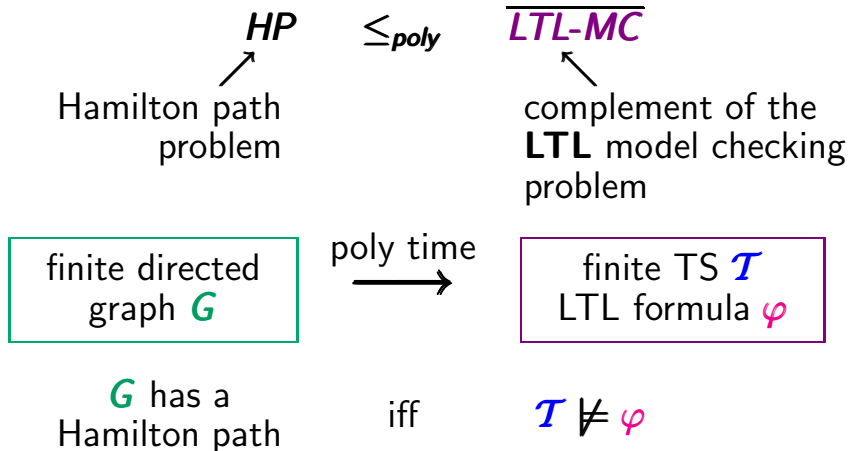 HP ≤poly \overline{LTL-MC}
Hamilton path
problem
complement of the
LTL model checking
problem
finite directed
graph G
poly time
finite TS 𝒯
LTL formula φ
G has a
Hamilton path
iff
𝒯 ⊭ φ